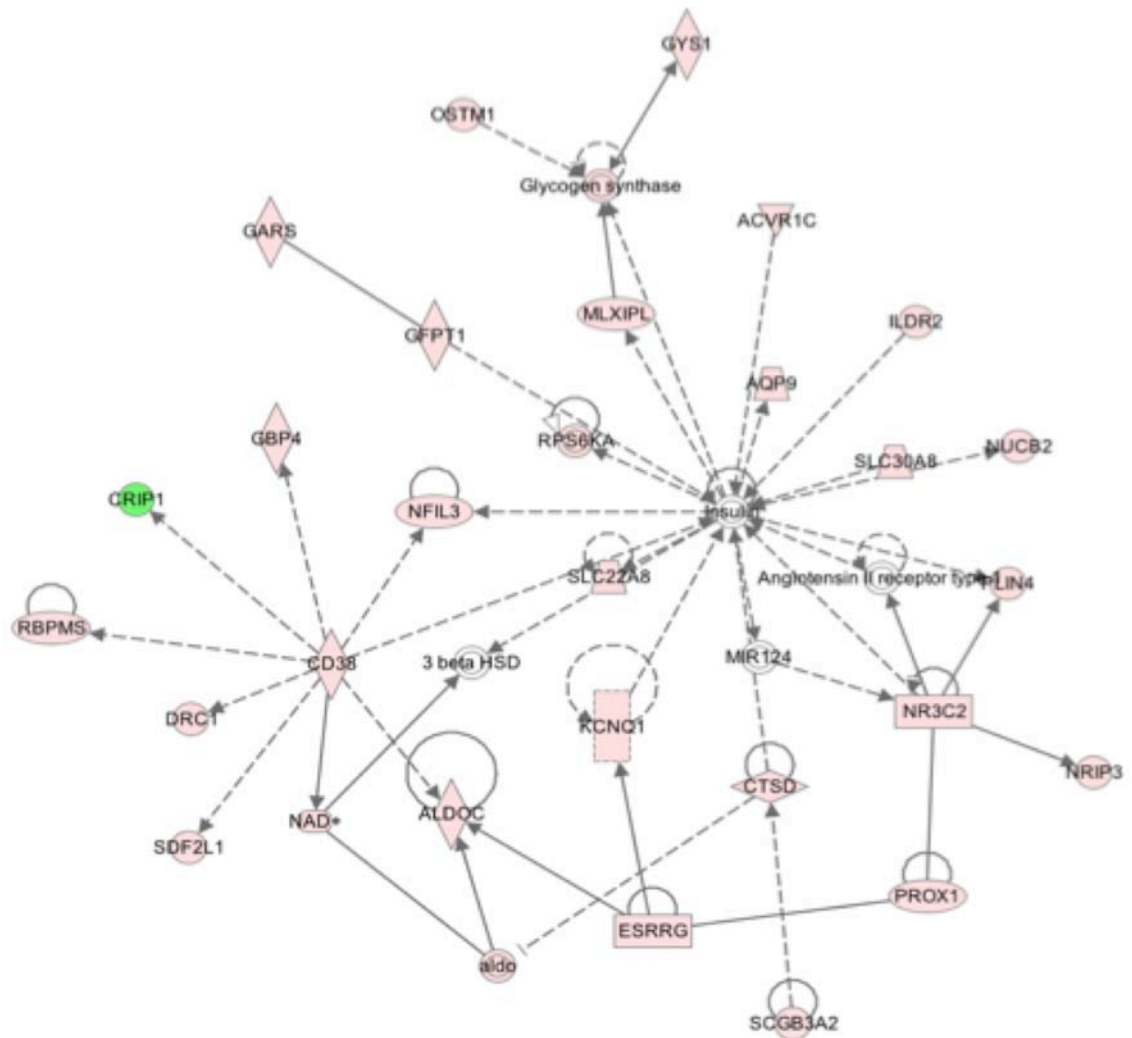 GYS1
OSTM1
Glycogen synthase
ACVR1C
GARS
MLXIPL
ILDR2
GFPT1
AQP9
RPS6KA
GBP4
NUCB2
SLC30A8
CRIP1
NFIL3
Insulin
SLC22A8
Angiotensin II receptor type 1
PLIN4
RBPMS
3 beta HSD
MIR124
CD38
NR3C2
DRC1
KCNQ1
NRIP3
CTSD
NAD+
ALDOC
SDF2L1
PROX1
ESRRG
aldo
SCGB3A2